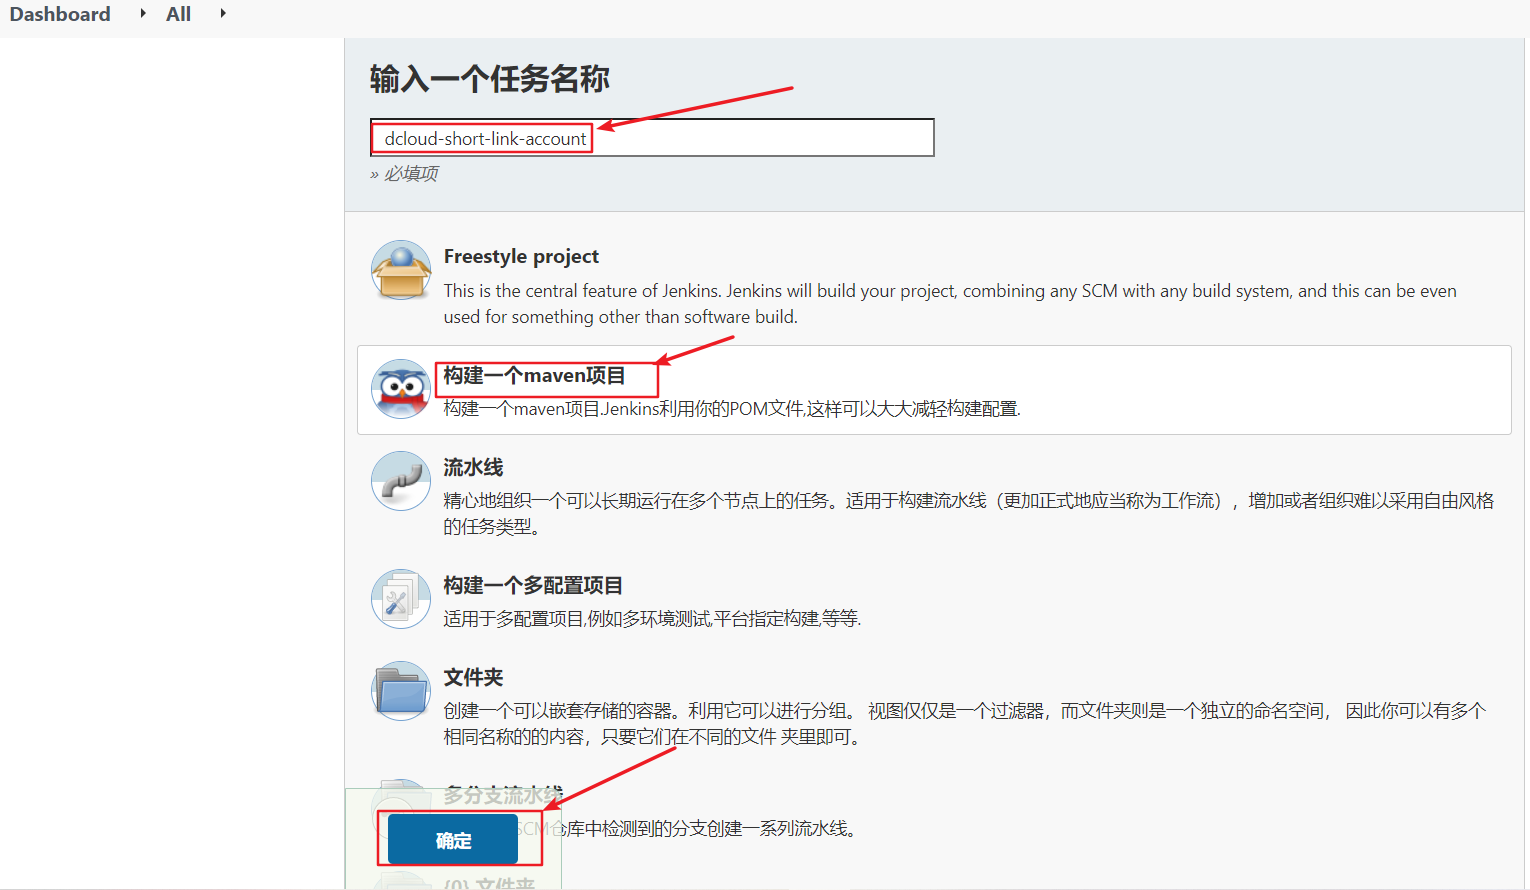 Dashboard All
输入一个任务名称
dcloud-short-link-account
» 必填项
Freestyle project
This is the central feature of Jenkins. Jenkins will build your project, combining any SCM with any build system, and this can be even
used for something other than software build.
构建一个maven项目
构建一个maven项目.Jenkins利用你的POM文件,这样可以大大减轻构建配置.
流水线
精心地组织一个可以长期运行在多个节点上的任务。适用于构建流水线（更加正式地应当称为工作流），增加或者组织难以采用自由风格
的任务类型。
构建一个多配置项目
适用于多配置项目,例如多环境测试,平台指定构建,等等.
文件夹
创建一个可以嵌套存储的容器。利用它可以进行分组。 视图仅仅是一个过滤器，而文件夹则是一个独立的命名空间， 因此你可以有多个
相同名称的的内容，只要它们在不同的文件 夹里即可。
多分支流水线
SCM仓库中检测到的分支创建一系列流水线。
确定
{0} 文件夹